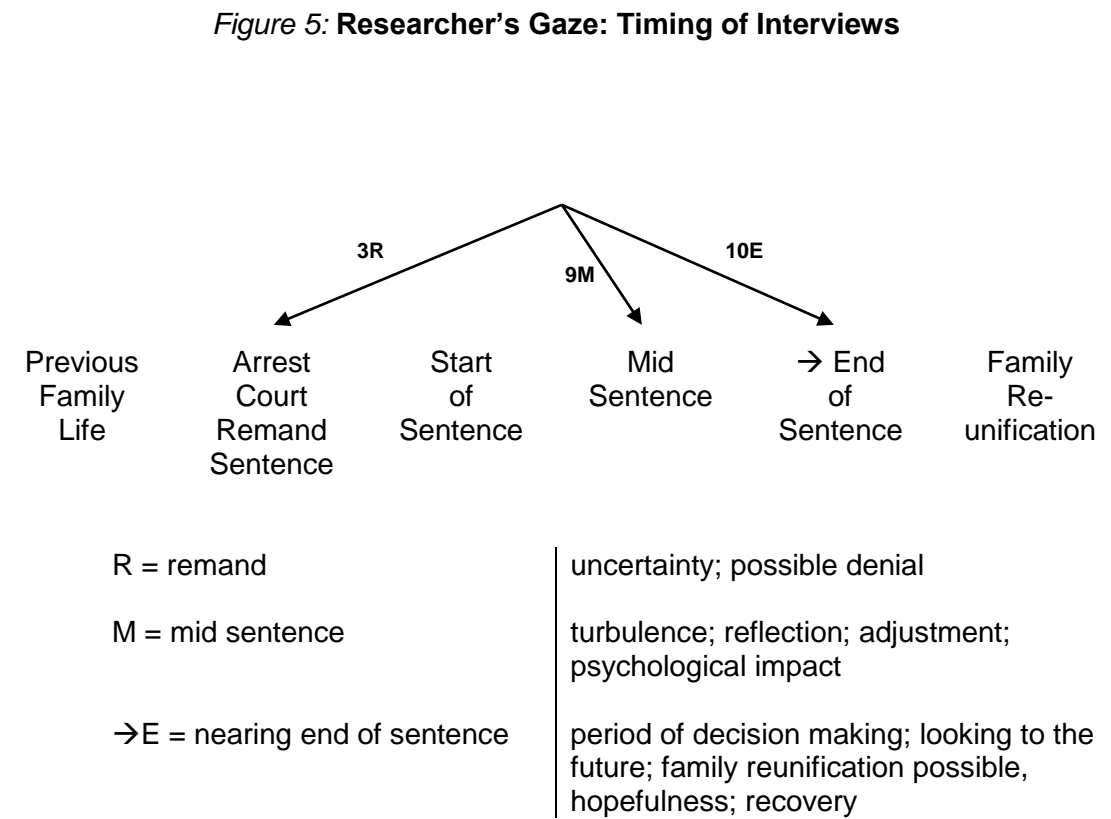 Figure 5: Researcher's Gaze: Timing of Interviews
3R
10E
9M
Previous
Family
Life
Arrest
Court
Remand
Sentence
Start
of
Sentence
Mid
Sentence
→ End
of
Sentence
Family
Re-
unification
R = remand
uncertainty; possible denial
M = mid sentence
turbulence; reflection; adjustment;
psychological impact
→E = nearing end of sentence
period of decision making; looking to the
future; family reunification possible,
hopefulness; recovery